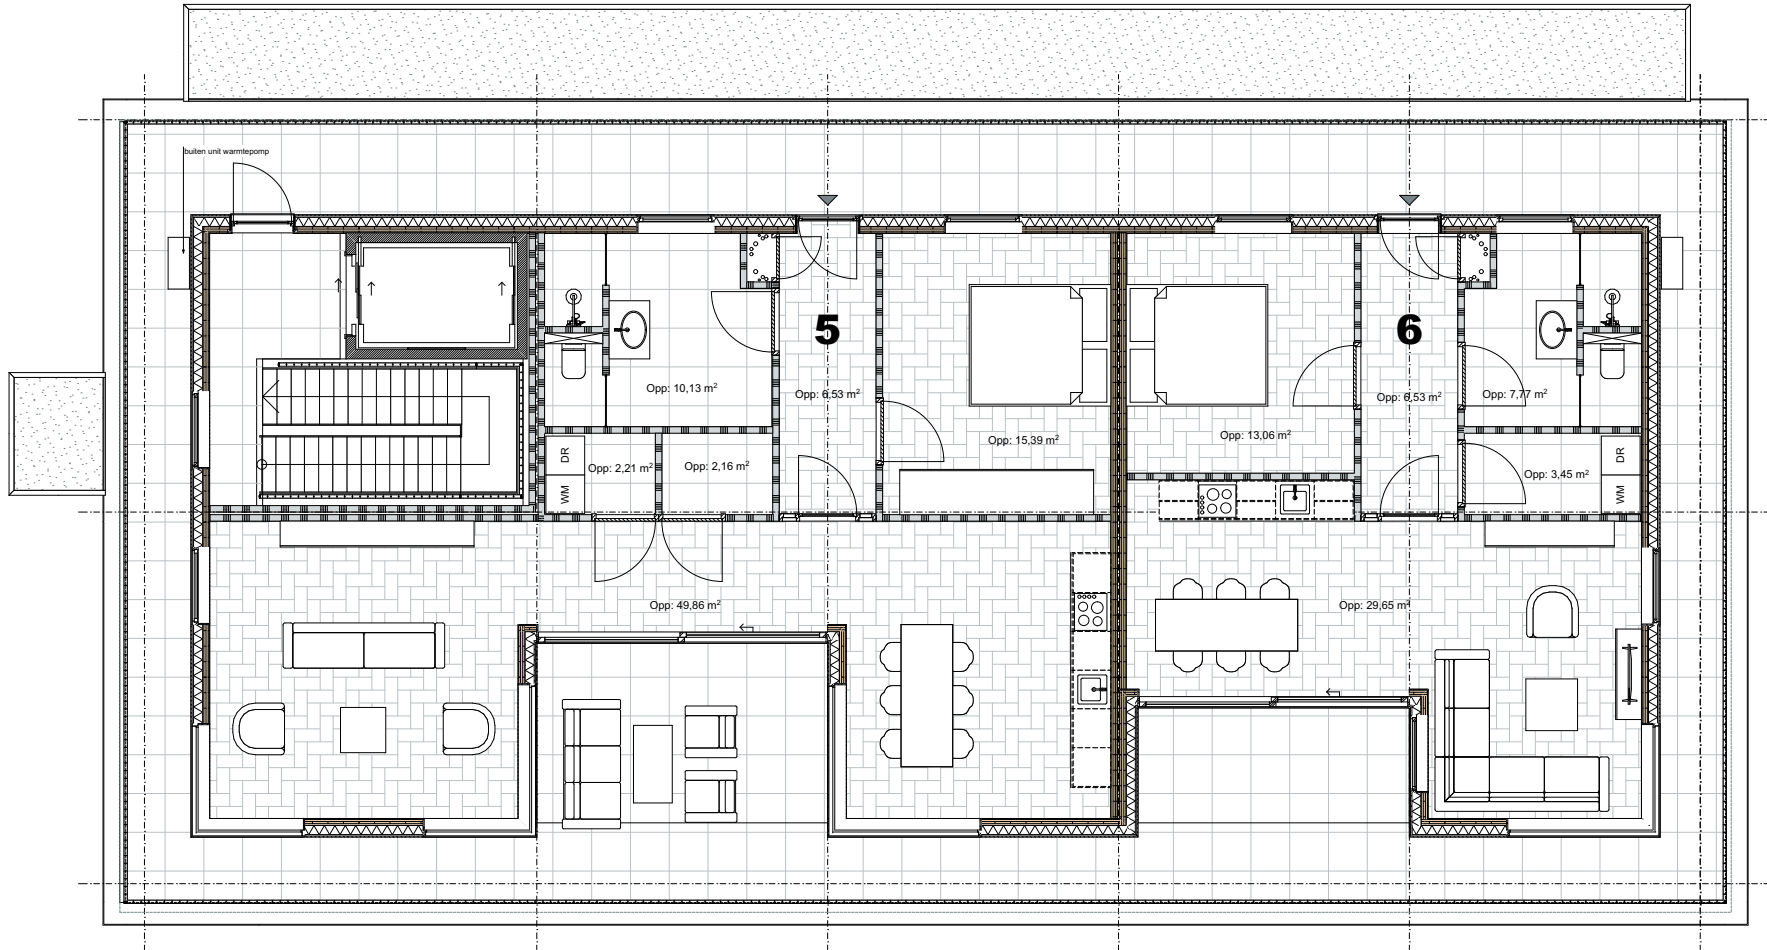 buiten unit warmtepomp
5
6
Opp: 10,13 m²
Opp: 6,53 m²
Opp: 6,53 m²
Opp: 7,77 m²
Opp: 15,39 m²
Opp: 13,06 m²
DR
Opp: 2,21 m²
Opp: 2,16 m²
DR
Opp: 3,45 m²
WM
WM
Opp: 49,86 m²
Opp: 29,65 m²